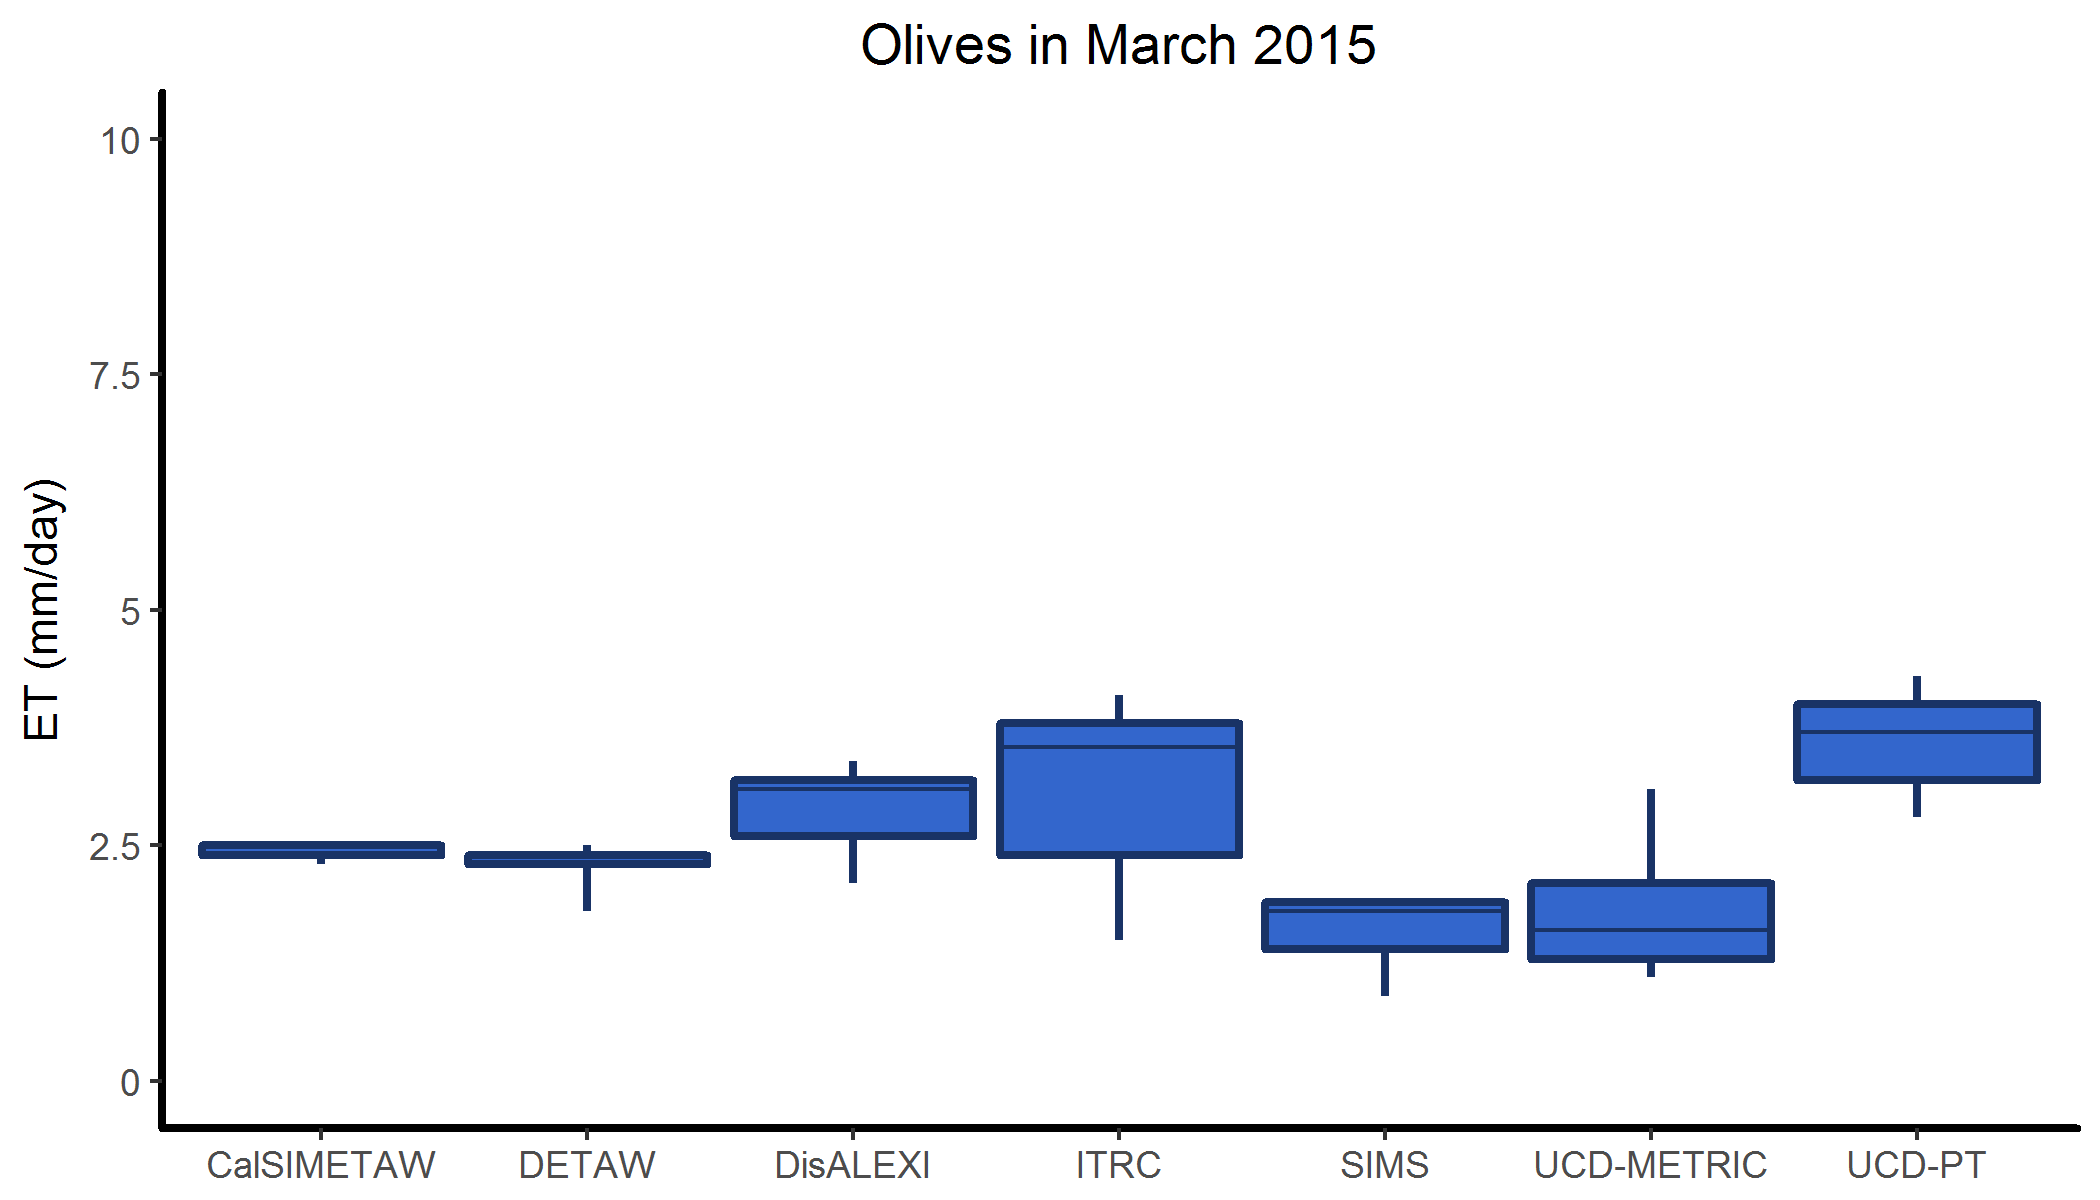 Olives in March 2015
10
7.5
5
2.5
0
ET (mm/day)
CalSIMETAW DETAW DisALEXI ITRC SIMS UCD-METRIC UCD-PT